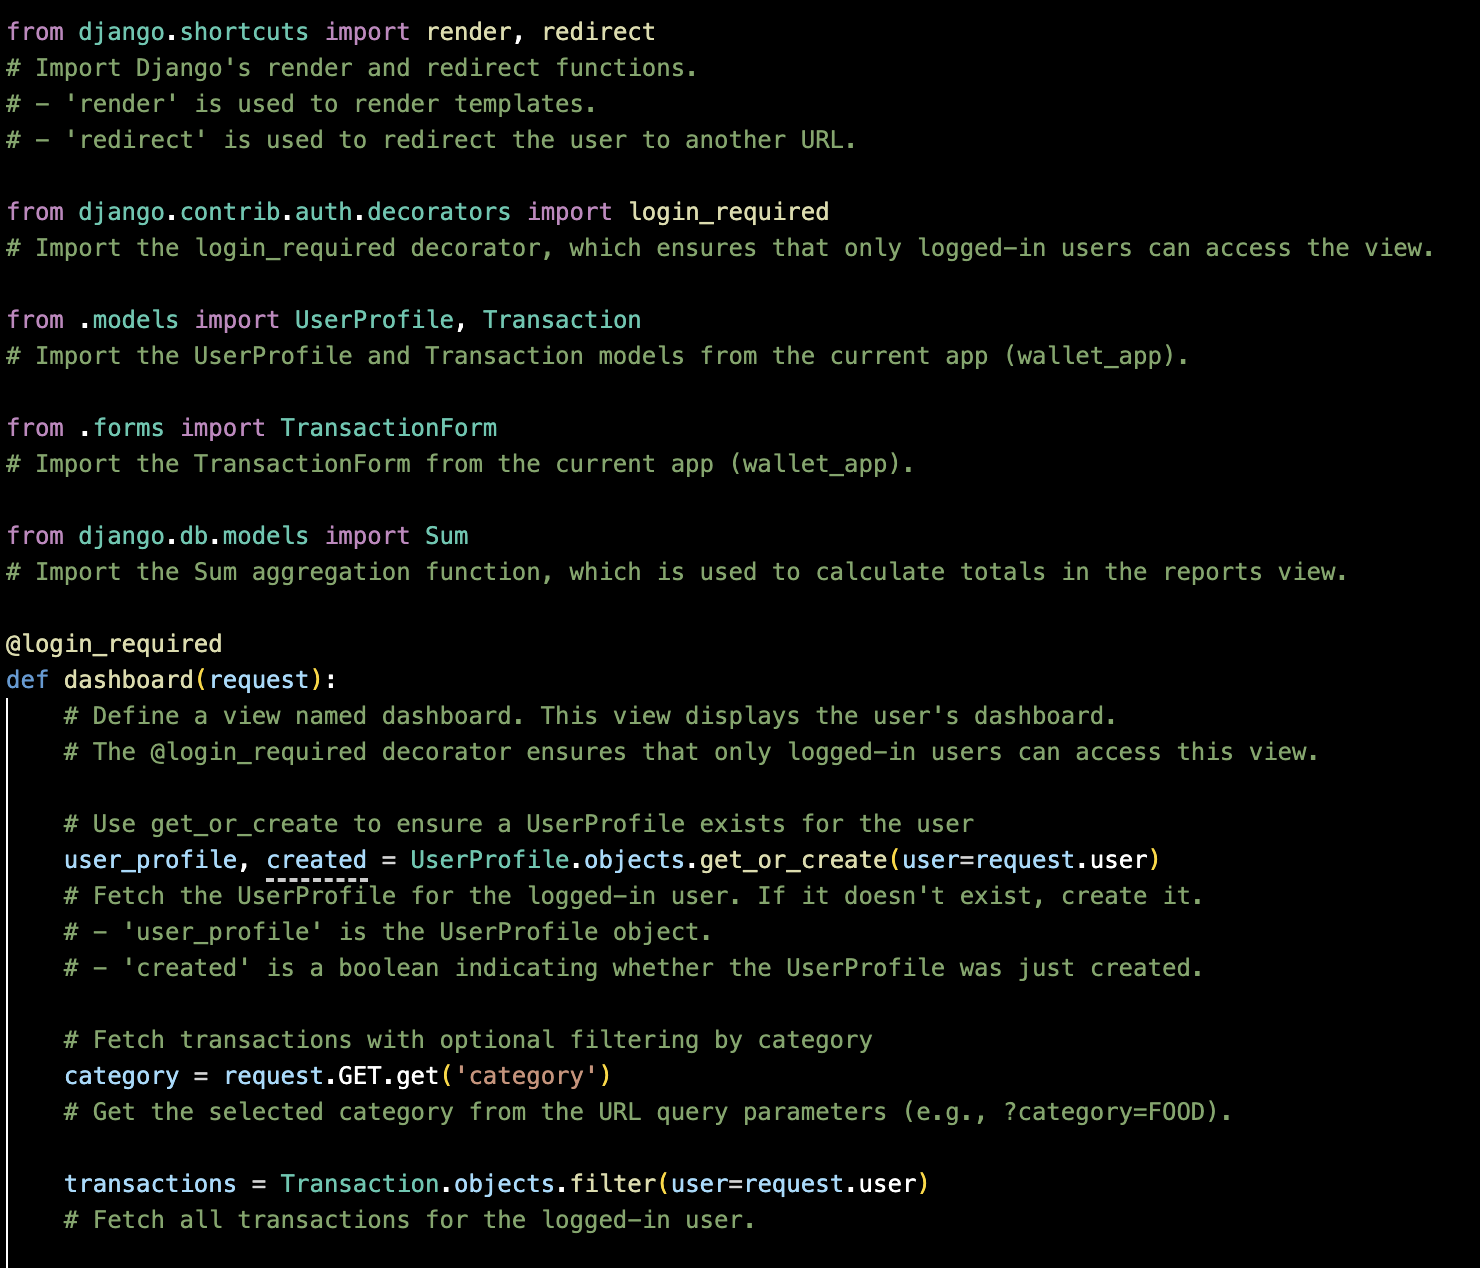 from django.shortcuts import render, redirect
# Import Django's render and redirect functions.
# - 'render' is used to render templates.
# - 'redirect' is used to redirect the user to another URL.

from django.contrib.auth.decorators import login_required
# Import the login_required decorator, which ensures that only logged-in users can access the view.

from .models import UserProfile, Transaction
# Import the UserProfile and Transaction models from the current app (wallet_app).

from .forms import TransactionForm
# Import the TransactionForm from the current app (wallet_app).

from django.db.models import Sum
# Import the Sum aggregation function, which is used to calculate totals in the reports view.

@login_required
def dashboard(request):
    # Define a view named dashboard. This view displays the user's dashboard.
    # The @login_required decorator ensures that only logged-in users can access this view.

    # Use get_or_create to ensure a UserProfile exists for the user
    user_profile, created = UserProfile.objects.get_or_create(user=request.user)
    # Fetch the UserProfile for the logged-in user. If it doesn't exist, create it.
    # - 'user_profile' is the UserProfile object.
    # - 'created' is a boolean indicating whether the UserProfile was just created.

    # Fetch transactions with optional filtering by category
    category = request.GET.get('category')
    # Get the selected category from the URL query parameters (e.g., ?category=FOOD).

    transactions = Transaction.objects.filter(user=request.user)
    # Fetch all transactions for the logged-in user.